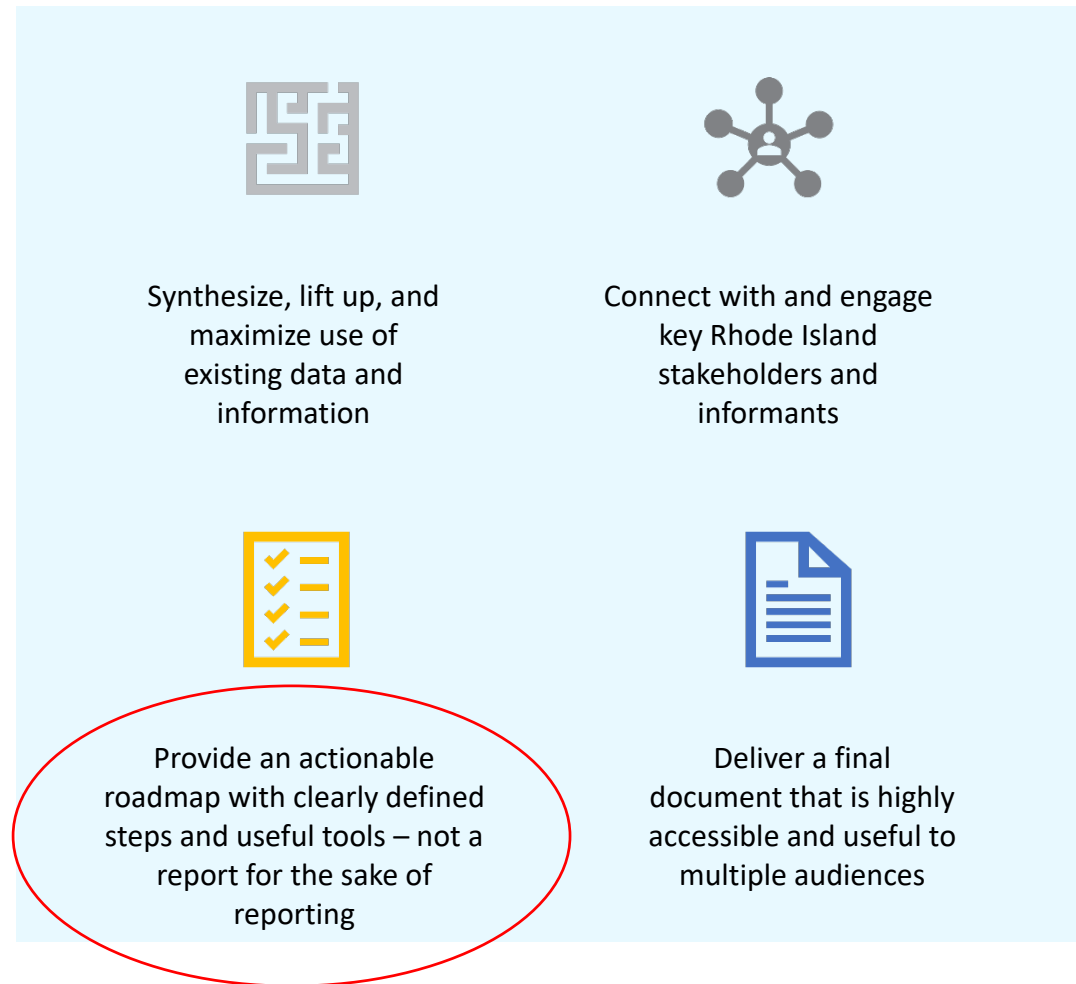 Synthesize, lift up, and
maximize use of
existing data and
information
Connect with and engage
key Rhode Island
stakeholders and
informants
Provide an actionable
roadmap with clearly defined
steps and useful tools – not a
report for the sake of
reporting
Deliver a final
document that is highly
accessible and useful to
multiple audiences